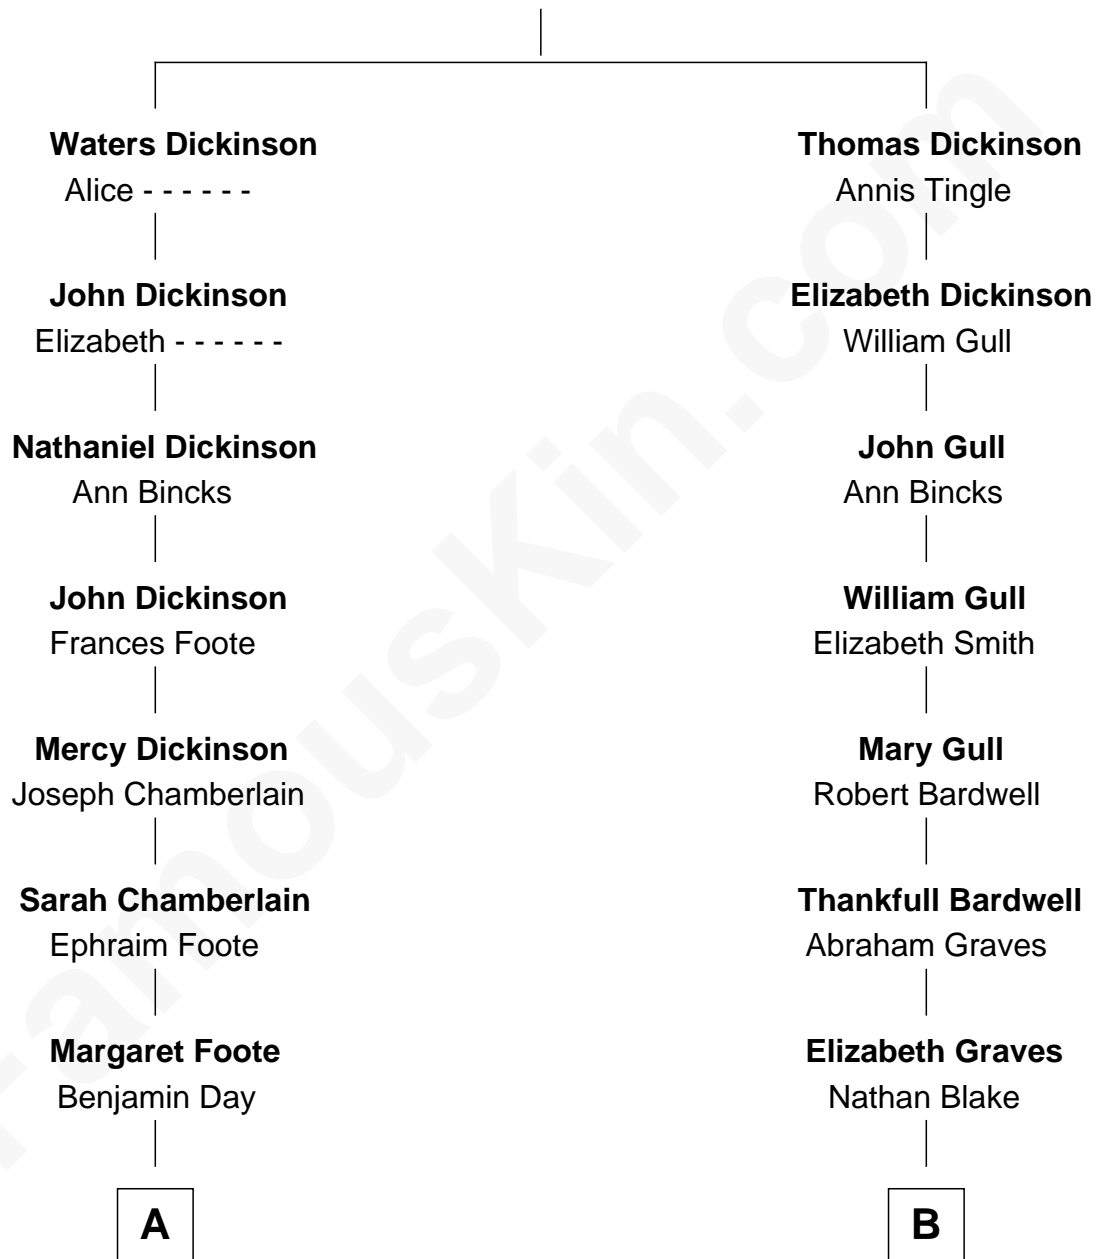 Waters Dickinson
Alice - - - - - -
John Dickinson
Elizabeth - - - - - -
Nathaniel Dickinson
Ann Bincks
John Dickinson
Frances Foote
Mercy Dickinson
Joseph Chamberlain
Sarah Chamberlain
Ephraim Foote
Margaret Foote
Benjamin Day
A
Thomas Dickinson
Annis Tingle
Elizabeth Dickinson
William Gull
John Gull
Ann Bincks
William Gull
Elizabeth Smith
Mary Gull
Robert Bardwell
Thankfull Bardwell
Abraham Graves
Elizabeth Graves
Nathan Blake
B
FamousKin.com